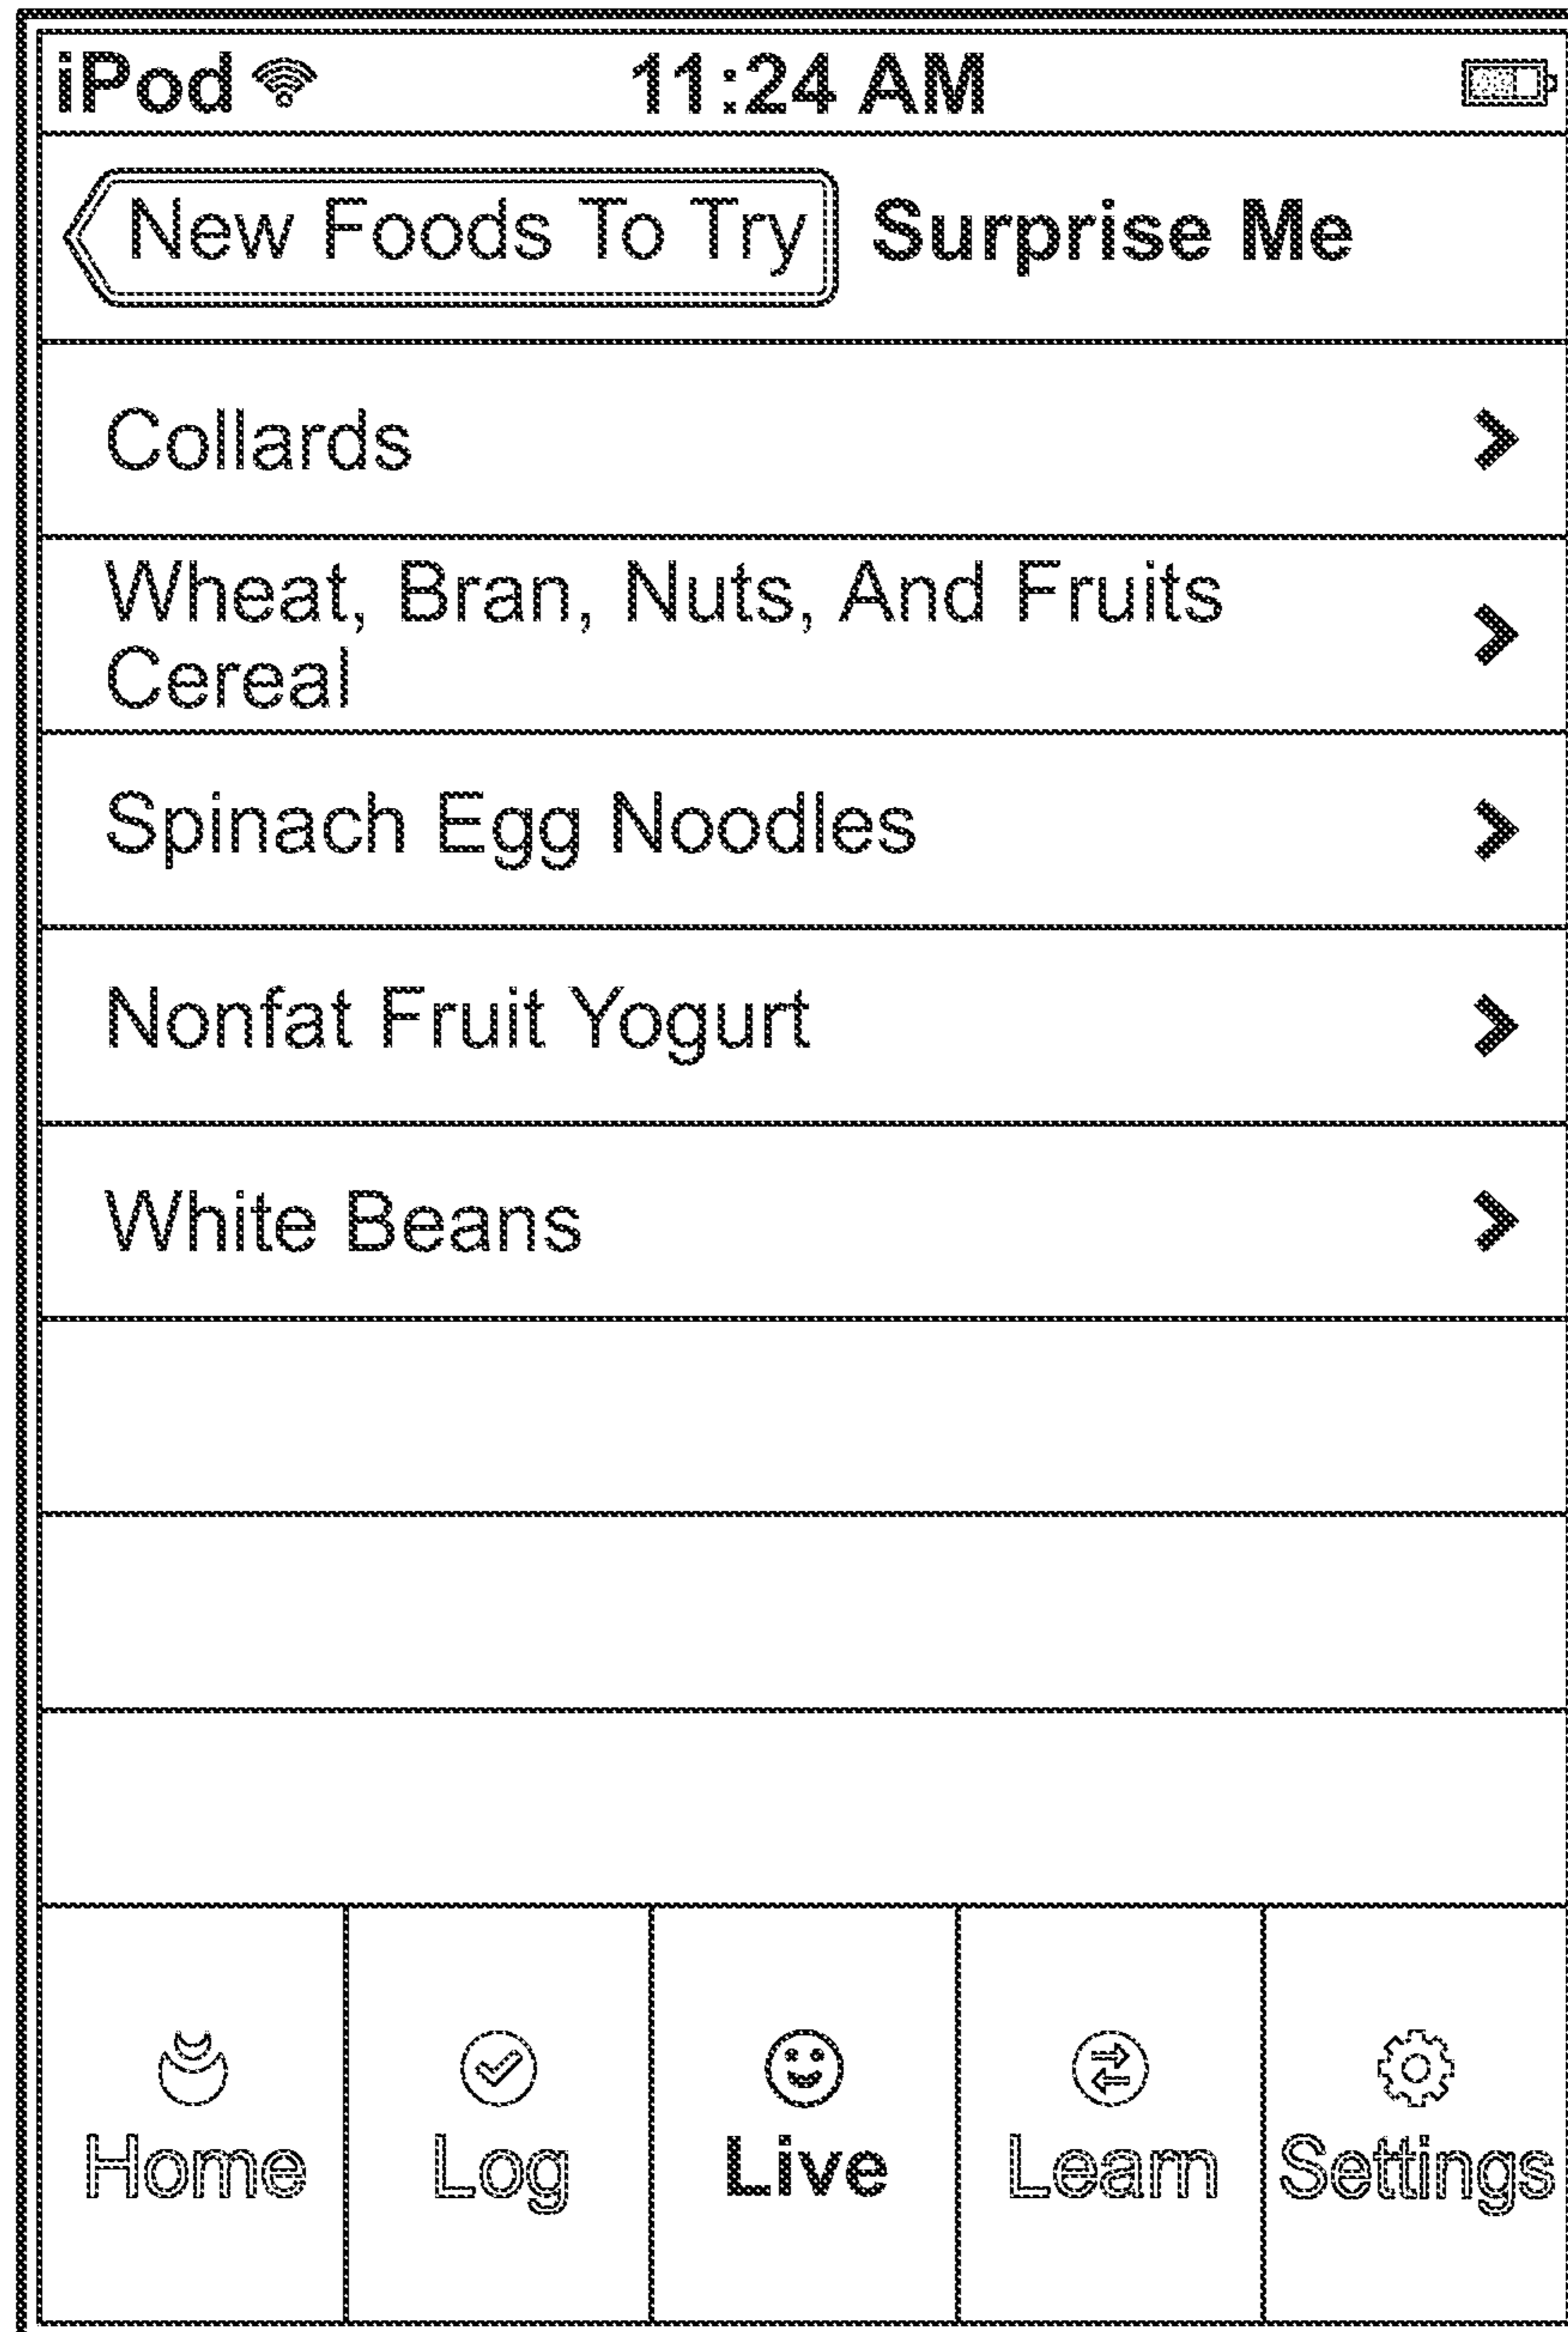 iPod 11:24 AM
New Foods To Try Surprise Me
Collards
Wheat, Bran, Nuts, And Fruits
Cereal
Spinach Egg Noodles
Nonfat Fruit Yogurt
White Beans
Home Log Live Learn Settings